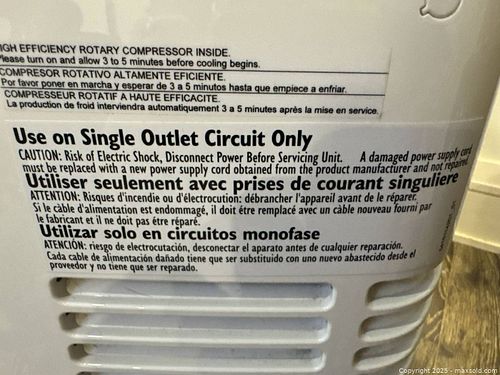 HIGH EFFICIENCY ROTARY COMPRESSOR INSIDE.
Please turn on and allow 3 to 5 minutes before cooling begins.
COMPRESOR ROTATIVO ALTAMENTE EFICIENTE.
Por favor poner en marcha y esperar de 3 a 5 minutos hasta que empiece a enfriar.
COMPRESSEUR ROTATIF A HAUTE EFFICACITE.
La production de froid interviendra automatiquement 3 a 5 minutes après la mise en service.
Use on Single Outlet Circuit Only
CAUTION: Risk of Electric Shock, Disconnect Power Before Servicing Unit. A damaged power supply cord
must be replaced with a new power supply cord obtained from the product manufacturer and not repaired.
Utiliser seulement avec prises de courant singuliere
ATTENTION: Risques d'incendie ou d'électrocution: débrancher l'appareil avant de le réparer.
Si le câble d'alimentation est endommagé, il doit étre remplacé avec un câble nouveau fourni par
le fabricant et il ne doit pas étre réparé.
Utilizar solo en circuitos monofase
ATENCIÓN: riesgo de electrocutación, desconectar el aparato antes de cualquier reparación.
Cada cable de alimentación dañado tiene que ser substituido con uno nuevo abastecido desde el
proveedor y no tiene que ser reparado.
Copyright 2025 - maxsold.com